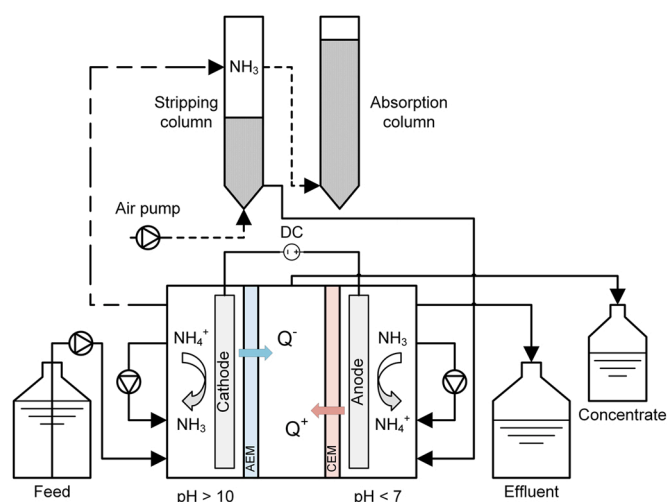 NH₃
Stripping
column
Absorption
column
Air pump
DC
- +
NH₄⁺
NH₃
Cathode
AEM
Q⁻
Q⁺
CEM
Anode
NH₃
NH₄⁺
Feed
pH > 10
pH < 7
Effluent
Concentrate